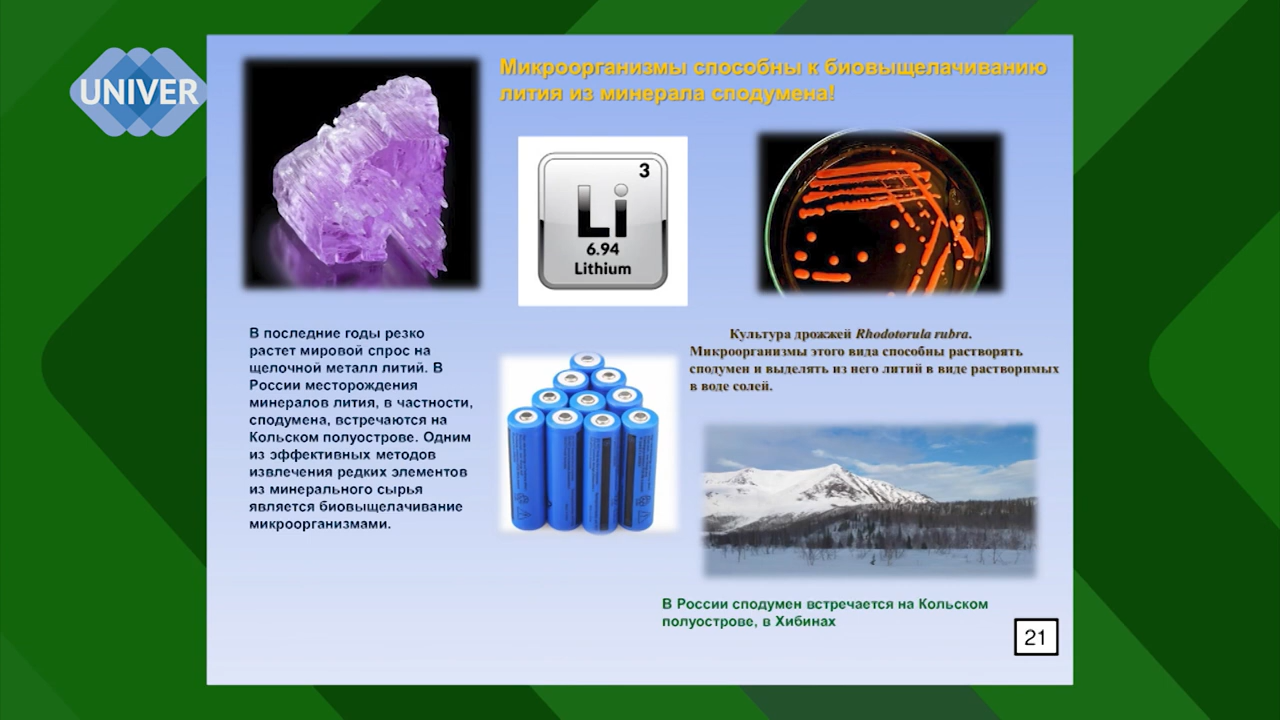 UNIVER
Микроорганизмы способны к биовыщелачиванию
лития из минерала сподумена!
3
Li
6.94
Lithium
В последние годы резко
растет мировой спрос на
щелочной металл литий. В
России месторождения
минералов лития, в частности,
сподумена, встречаются на
Кольском полуострове. Одним
из эффективных методов
извлечения редких элементов
из минерального сырья
является биовыщелачивание
микроорганизмами.
Культура дрожжей Rhodotorula rubra.
Микроорганизмы этого вида способны растворять
сподумен и выделять из него литий в виде растворимых
в воде солей.
В России сподумен встречается на Кольском
полуострове, в Хибинах
21